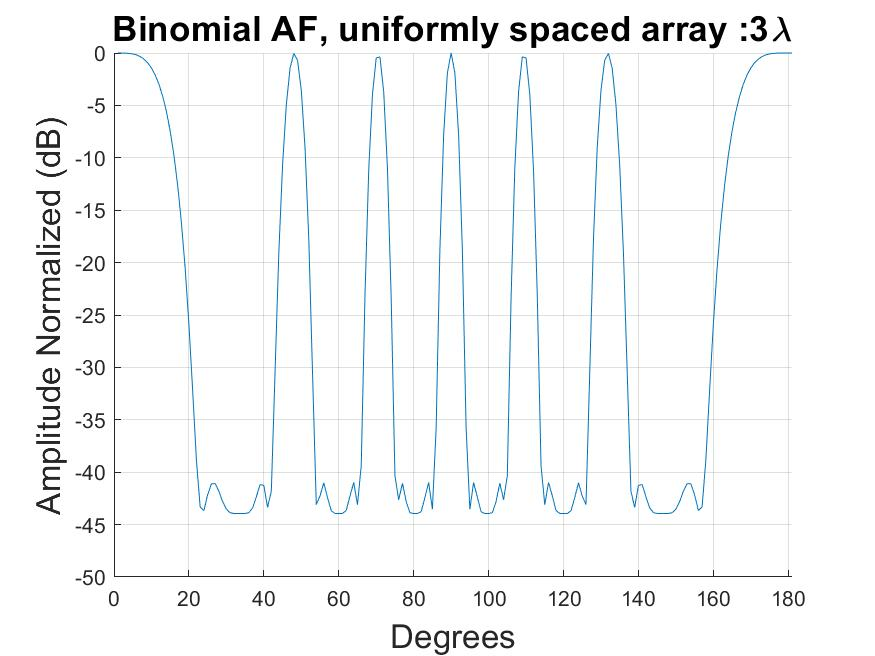 Binomial AF, uniformly spaced array :3λ
0
-5
-10
-15
-20
-25
-30
-35
-40
-45
-50
Amplitude Normalized (dB)
0 20 40 60 80 100 120 140 160 180
Degrees